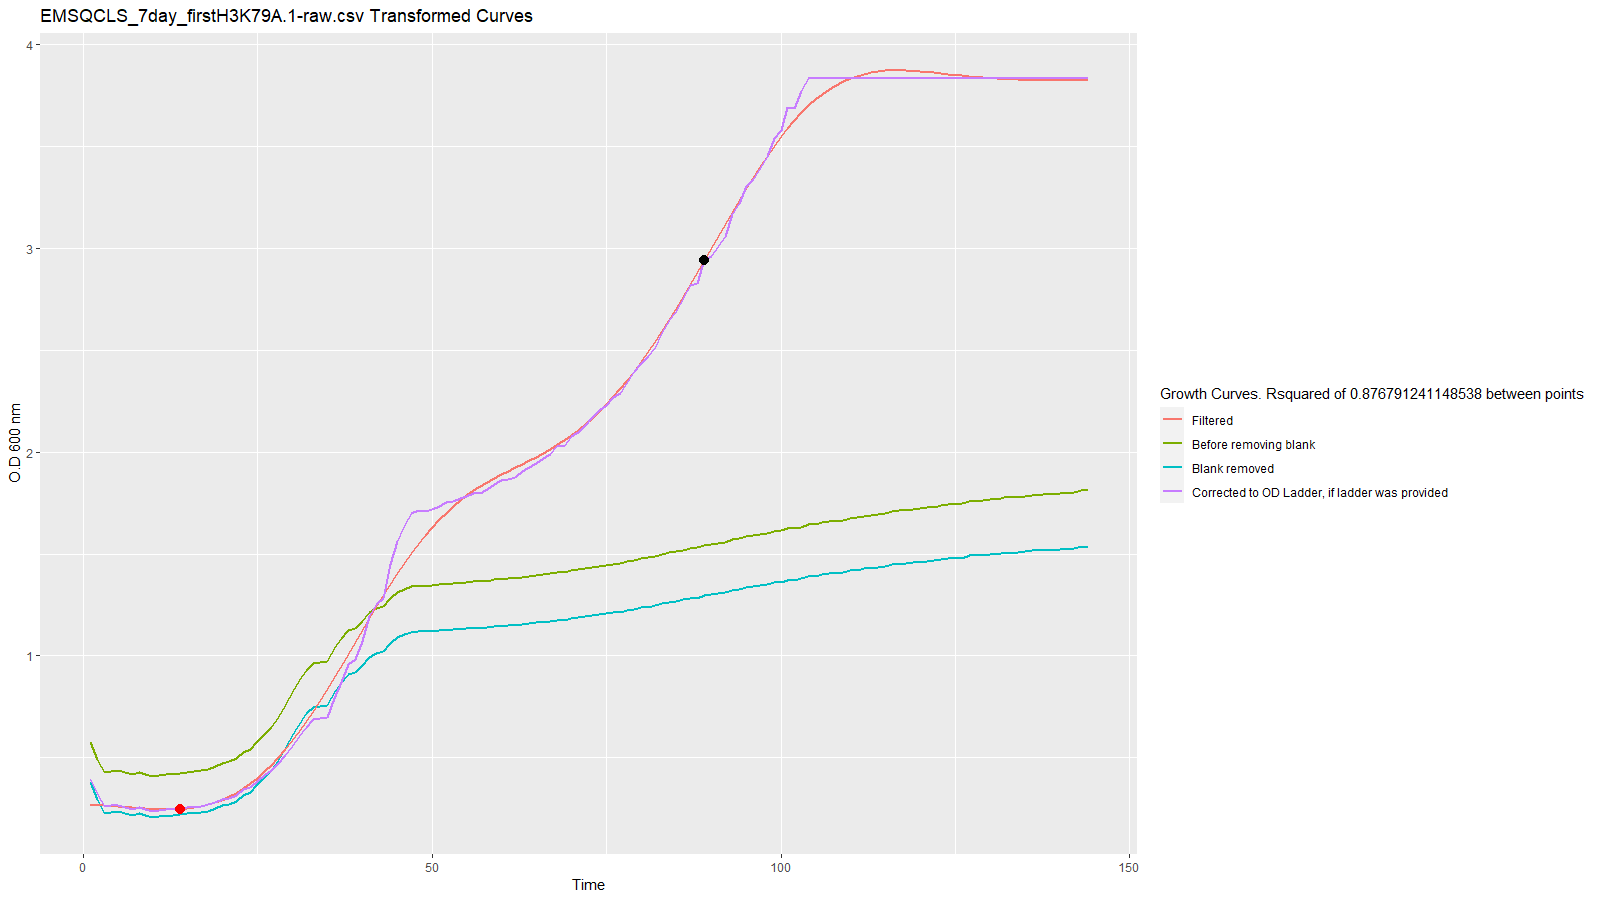 EMSQCLS_7day_firstH3K79A.1-raw.csv Transformed Curves
4
3
2
1
O.D 600 nm
0
50
100
150
Time
Growth Curves. Rsquared of 0.876791241148538 between points
Filtered
Before removing blank
Blank removed
Corrected to OD Ladder, if ladder was provided